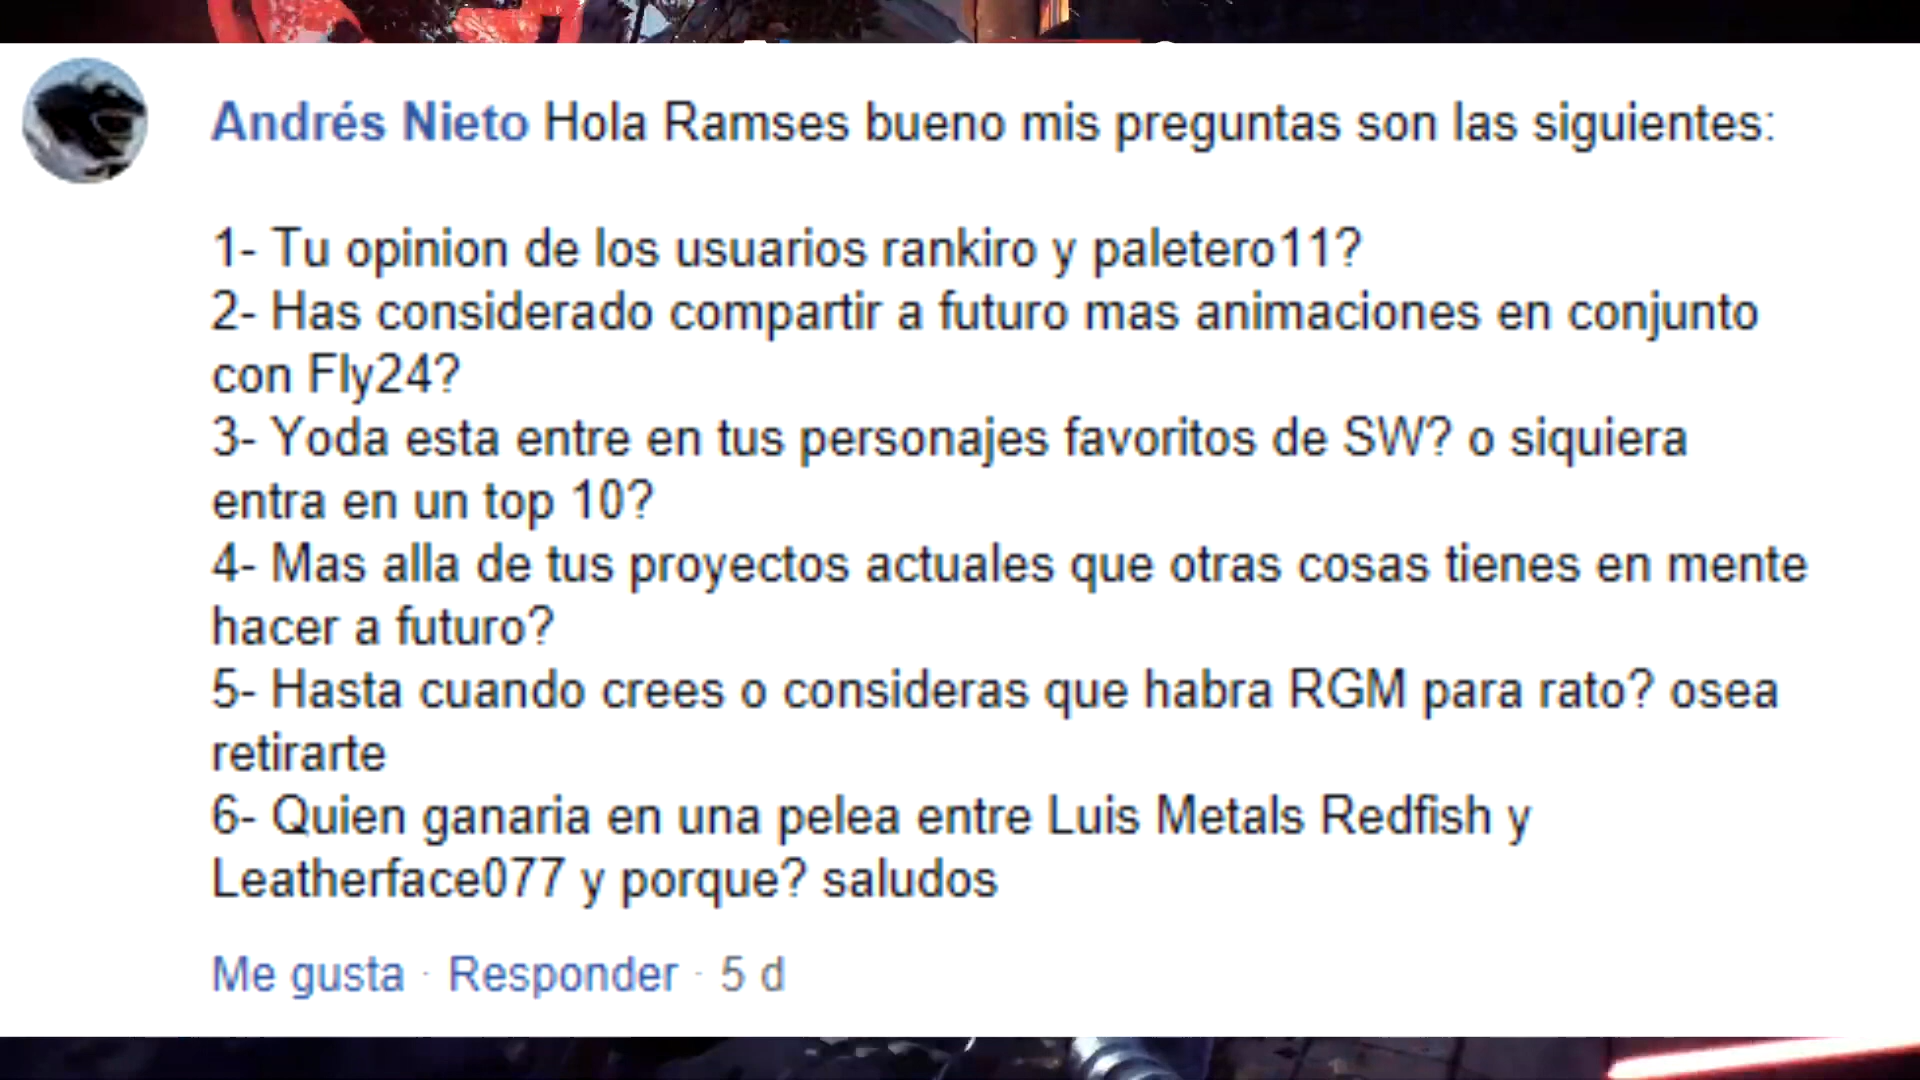 Andrés Nieto Hola Ramses bueno mis preguntas son las siguientes:
1- Tu opinion de los usuarios rankiro y paletero11?
2- Has considerado compartir a futuro mas animaciones en conjunto
con Fly24?
3- Yoda esta entre en tus personajes favoritos de SW? o siquiera
entra en un top 10?
4- Mas alla de tus proyectos actuales que otras cosas tienes en mente
hacer a futuro?
5- Hasta cuando crees o consideras que habra RGM para rato? osea
retirarte
6- Quien ganaria en una pelea entre Luis Metals Redfish y
Leatherface077 y porque? saludos
Me gusta · Responder · 5 d